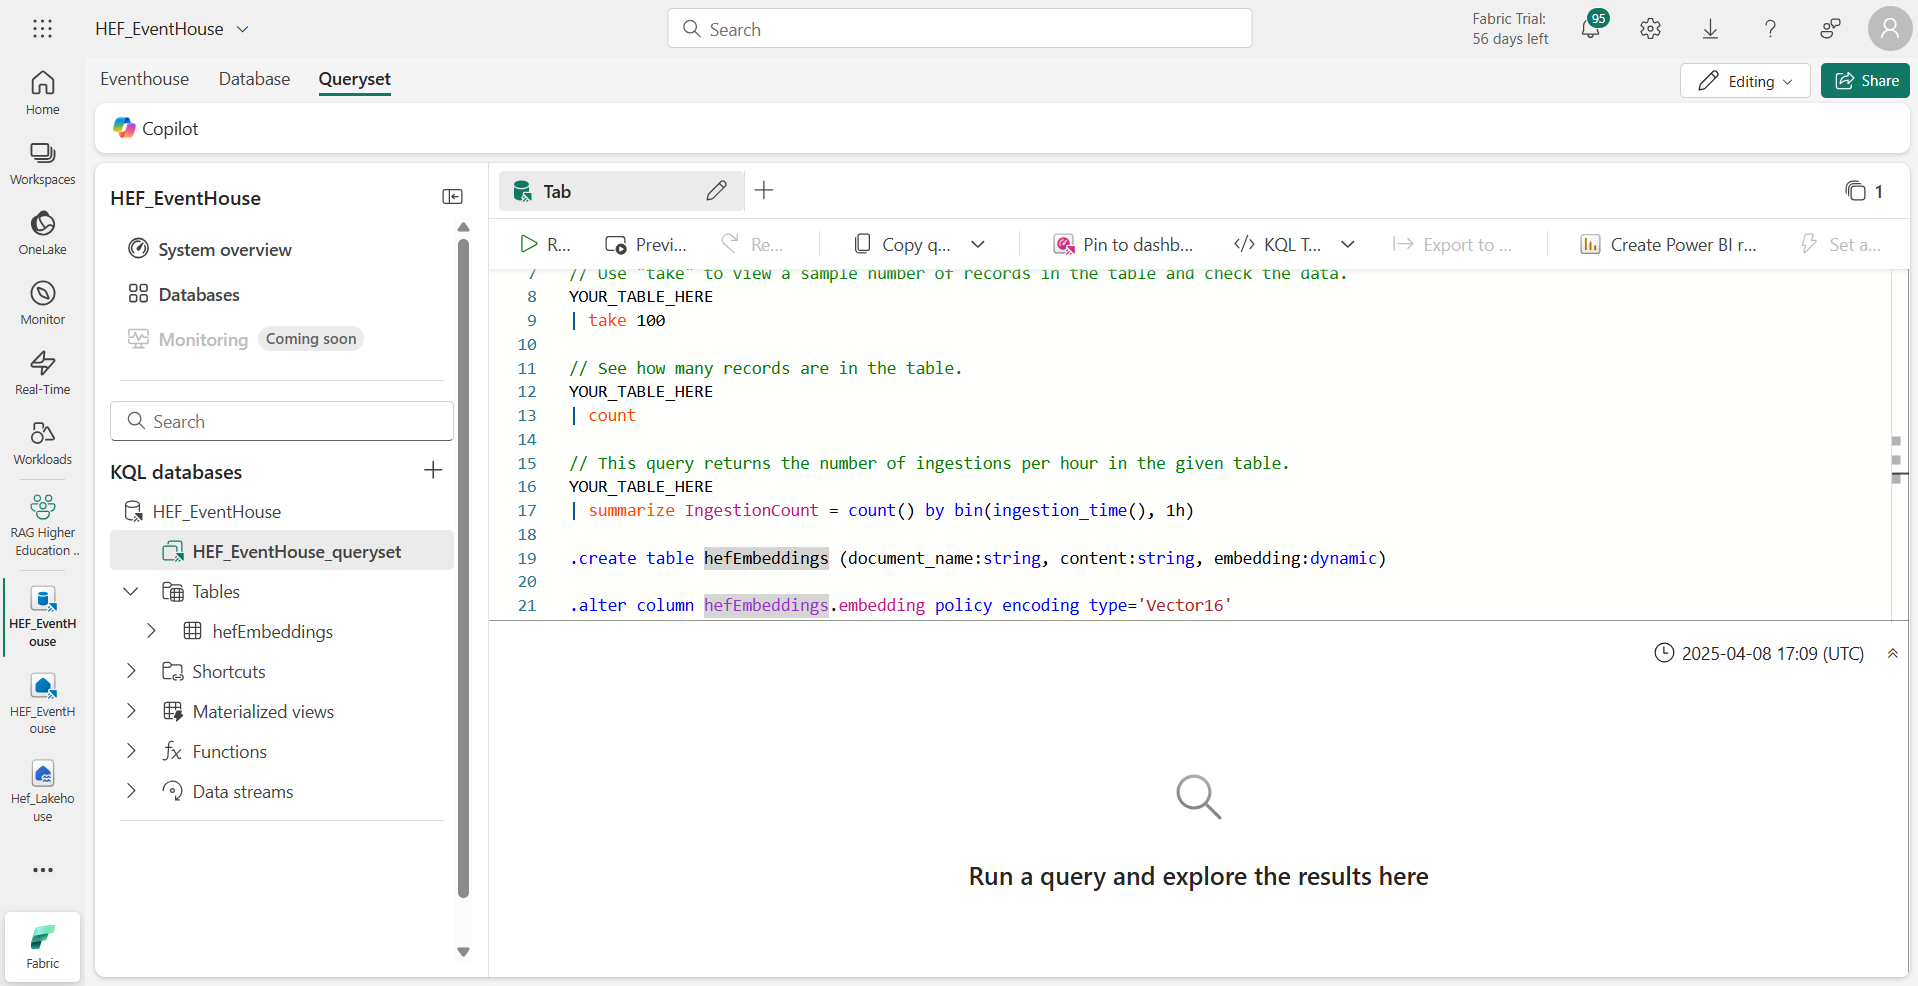 HEF_EventHouse
Search
Fabric Trial:
56 days left
95
Home
Workspaces
OneLake
Monitor
Real-Time
Workloads
RAG Higher
Education ..
HEF_EventH
ouse
HEF_EventH
ouse
Hef_Lakeho
use
Fabric
Eventhouse Database Queryset
Editing
Share
Copilot
HEF_EventHouse
System overview
Databases
Monitoring Coming soon
Search
KQL databases
HEF_EventHouse
HEF_EventHouse_queryset
Tables
hefEmbeddings
Shortcuts
Materialized views
Functions
Data streams
Tab
1
R... Previ... Re... Copy q... Pin to dashb... KQL T... Export to ... Create Power BI r... Set a...
7 // Use "take" to view a sample number of records in the table and check the data.
8 YOUR_TABLE_HERE
9 | take 100
10
11 // See how many records are in the table.
12 YOUR_TABLE_HERE
13 | count
14
15 // This query returns the number of ingestions per hour in the given table.
16 YOUR_TABLE_HERE
17 | summarize IngestionCount = count() by bin(ingestion_time(), 1h)
18
19 .create table hefEmbeddings (document_name:string, content:string, embedding:dynamic)
20
21 .alter column hefEmbeddings.embedding policy encoding type='Vector16'
2025-04-08 17:09 (UTC)
Run a query and explore the results here